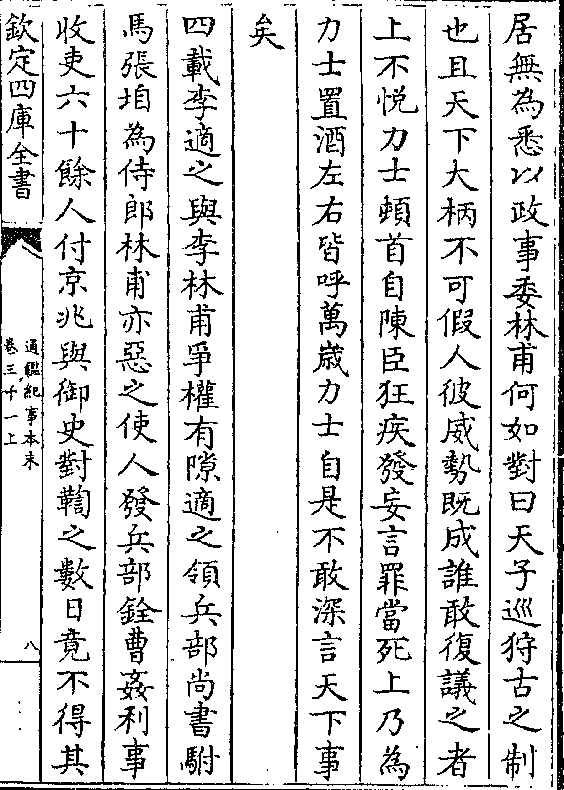 居無為悉以政事委林甫何如對曰天子巡狩古之制
也且天下大柄不可假人彼威勢既成誰敢復議之者
上不悦力士頓首自陳臣狂疾發妄言罪當死上乃為
力士置酒左右皆呼萬歲力士自是不敢深言天下事
矣
四載李適之與李林甫爭權有隙適之領兵部尚書駙
馬張垍為侍郎林甫亦惡之使人發兵部銓曹姦利事
收吏六十餘人付京兆與御史對鞫之數日竟不得其
欽定四庫全書
通鑑紀事本末
卷三十一上
八